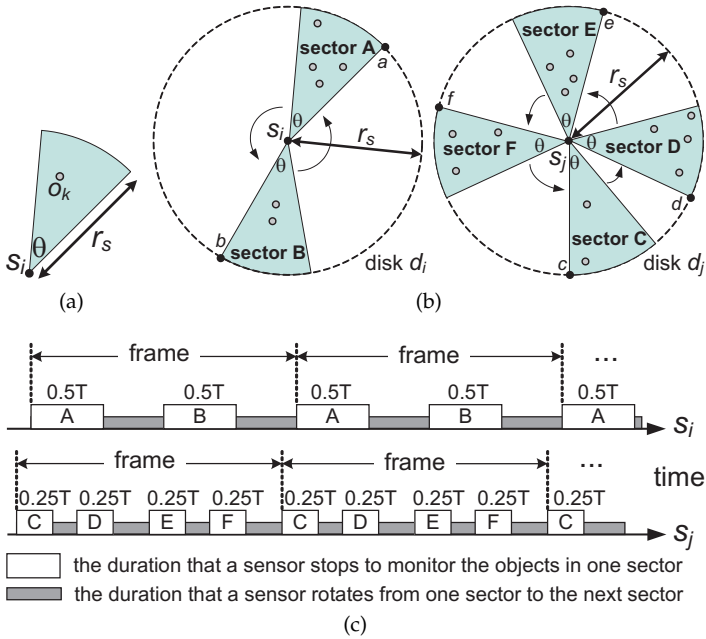 o_k
θ
s_i
r_s
(a)
sector A
a
s_i
θ
θ
r_s
b
sector B
disk d_i
sector E
e
r_s
f
θ
θ
θ
θ
sector F
s_j
sector D
d
sector C
c
disk d_j
(b)
frame
frame
...
0.5T
0.5T
0.5T
0.5T
0.5T
A
B
A
B
A
s_i
frame
frame
...
time
0.25T
0.25T
0.25T
0.25T
0.25T
0.25T
0.25T
0.25T
0.25T
C
D
E
F
C
D
E
F
C
s_j
the duration that a sensor stops to monitor the objects in one sector
the duration that a sensor rotates from one sector to the next sector
(c)